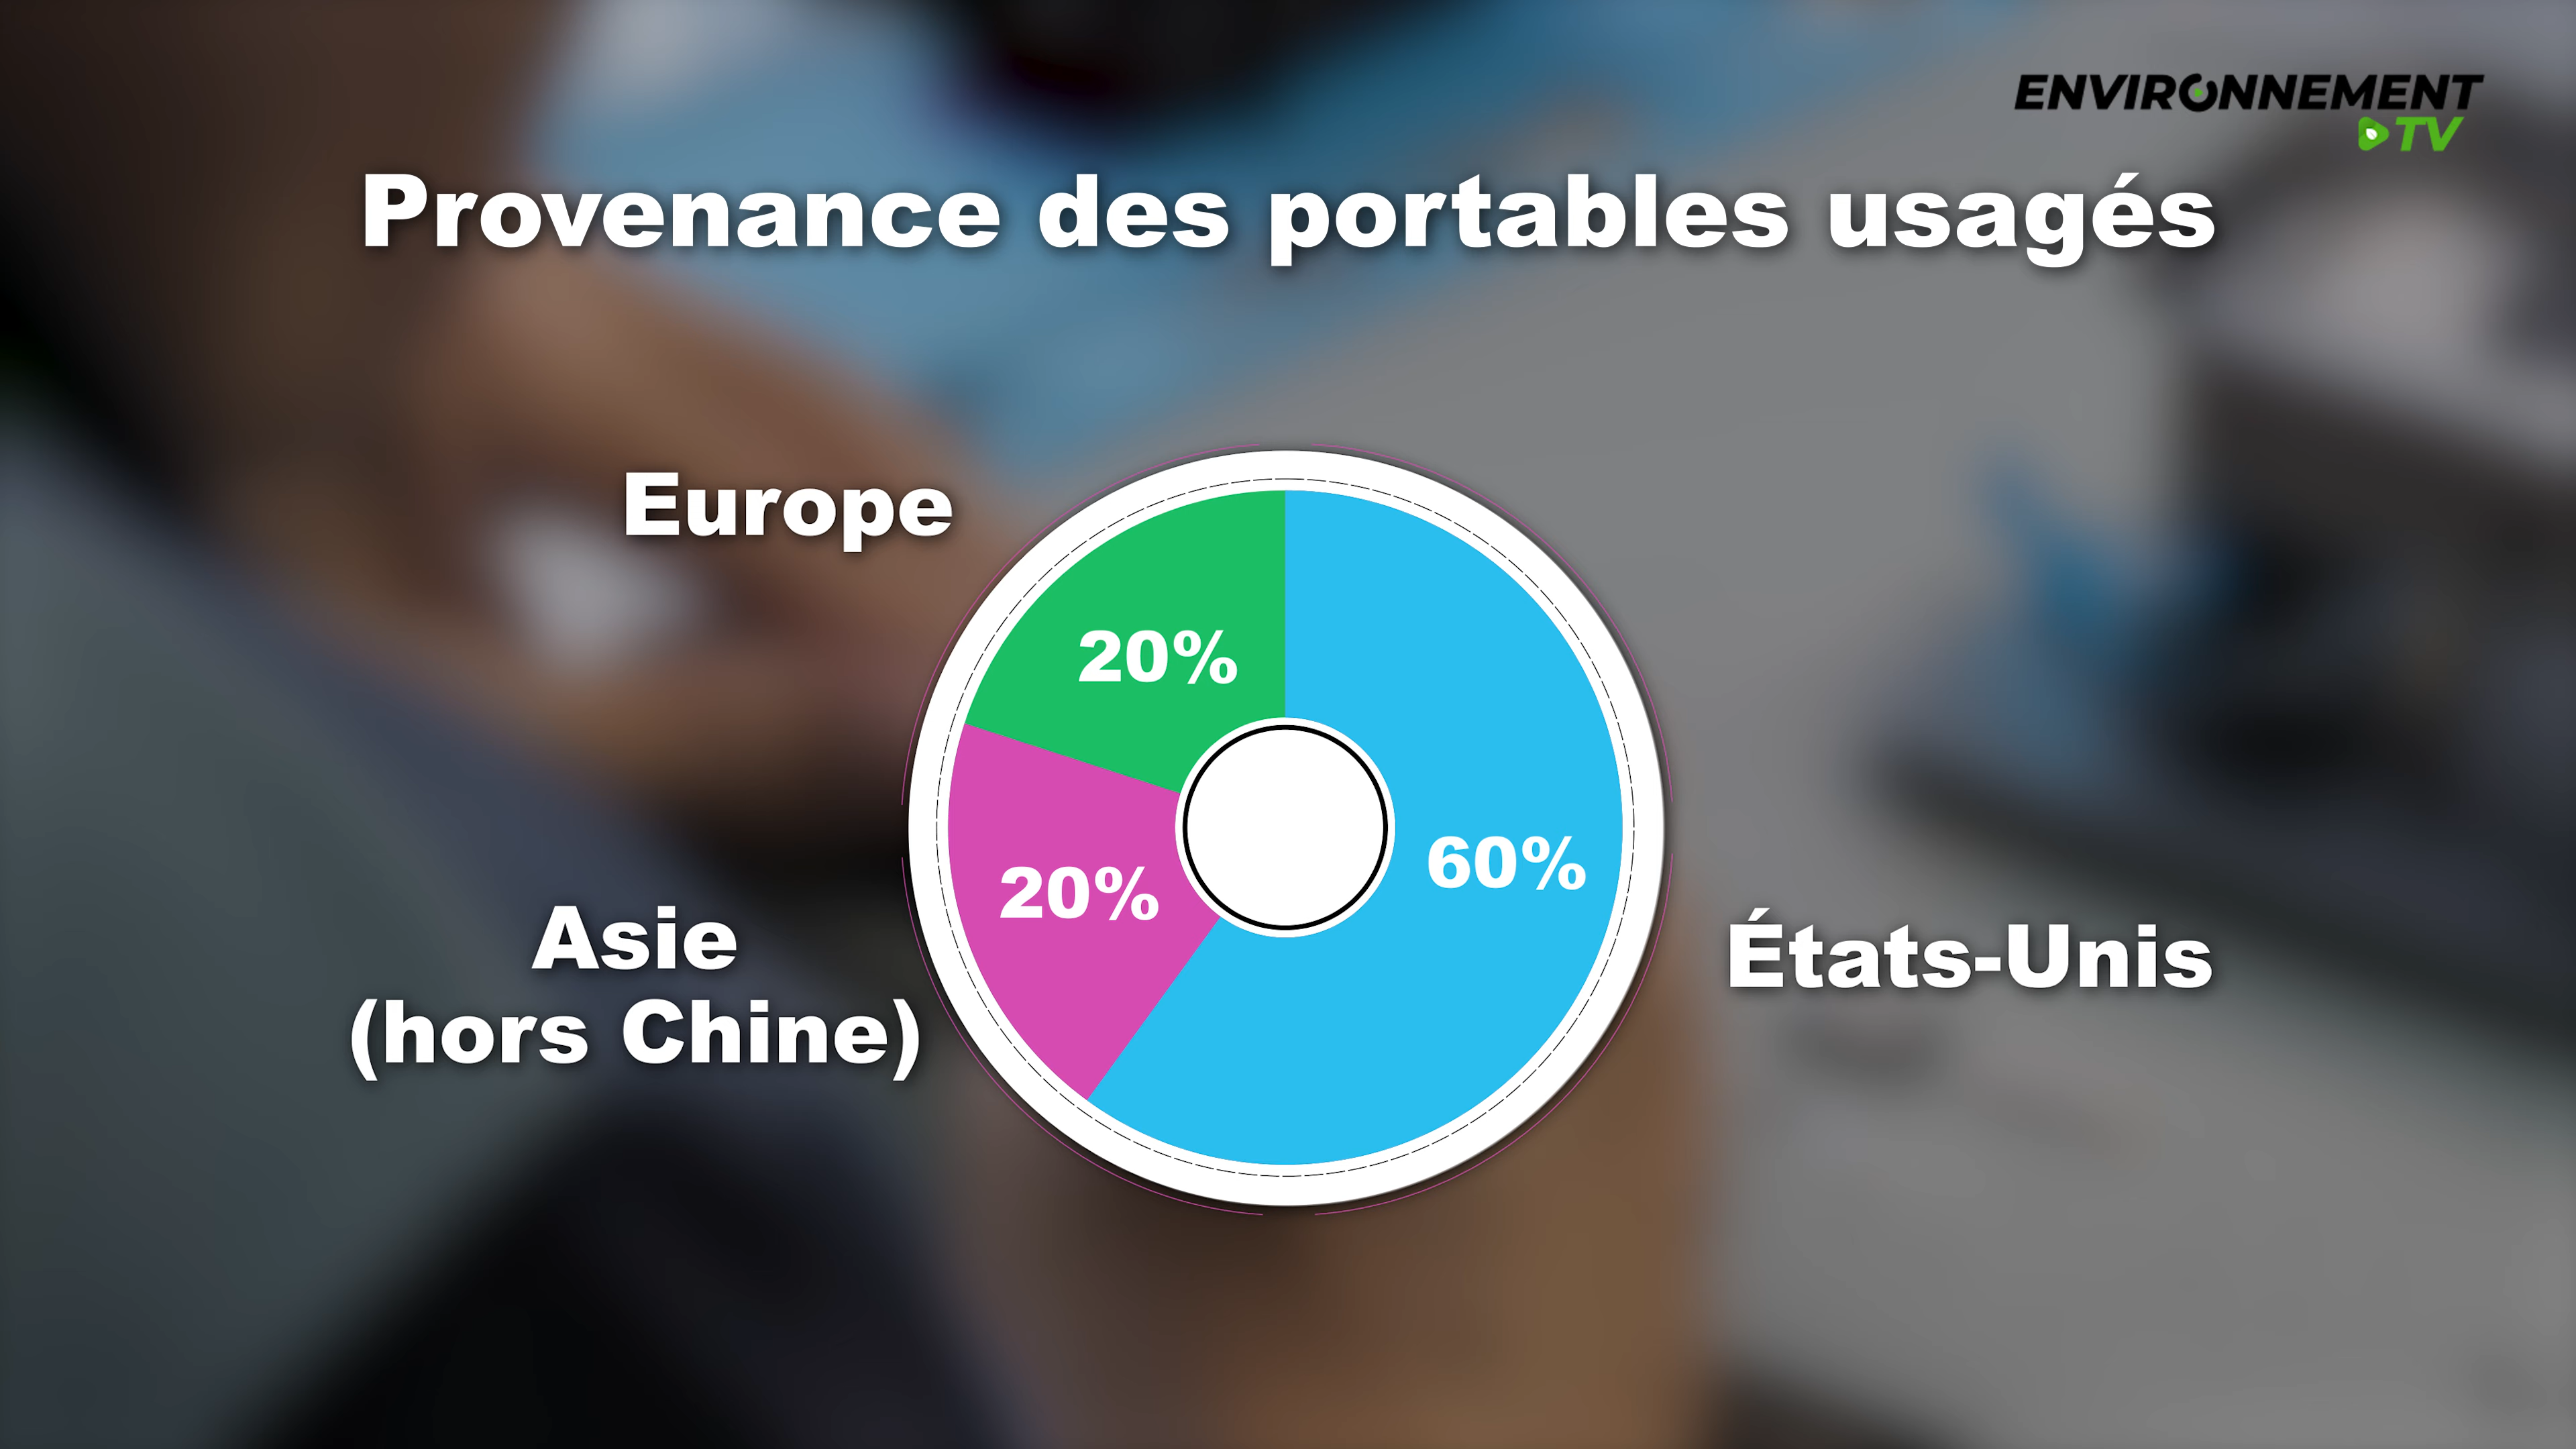 ENVIRONNEMENT
TV
Provenance des portables usagés
Europe
20%
20%
60%
Asie
(hors Chine)
États-Unis